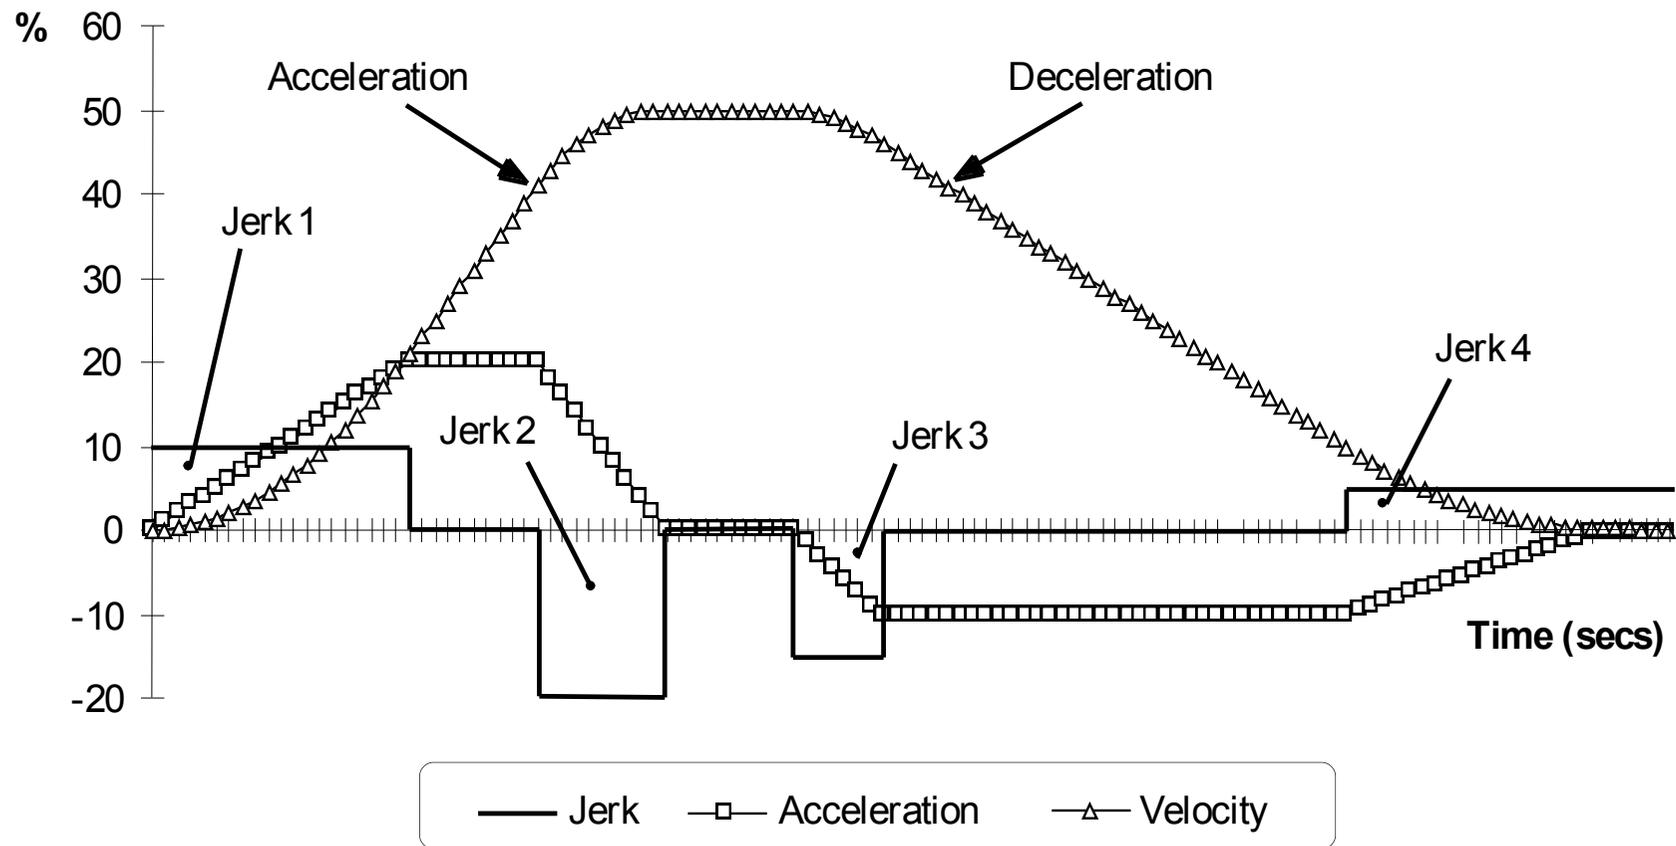 %
60
Acceleration
Deceleration
50
40
Jerk 1
30
20
Jerk 4
Jerk 2
Jerk 3
10
0
-10
Time (secs)
-20
Jerk Acceleration Velocity